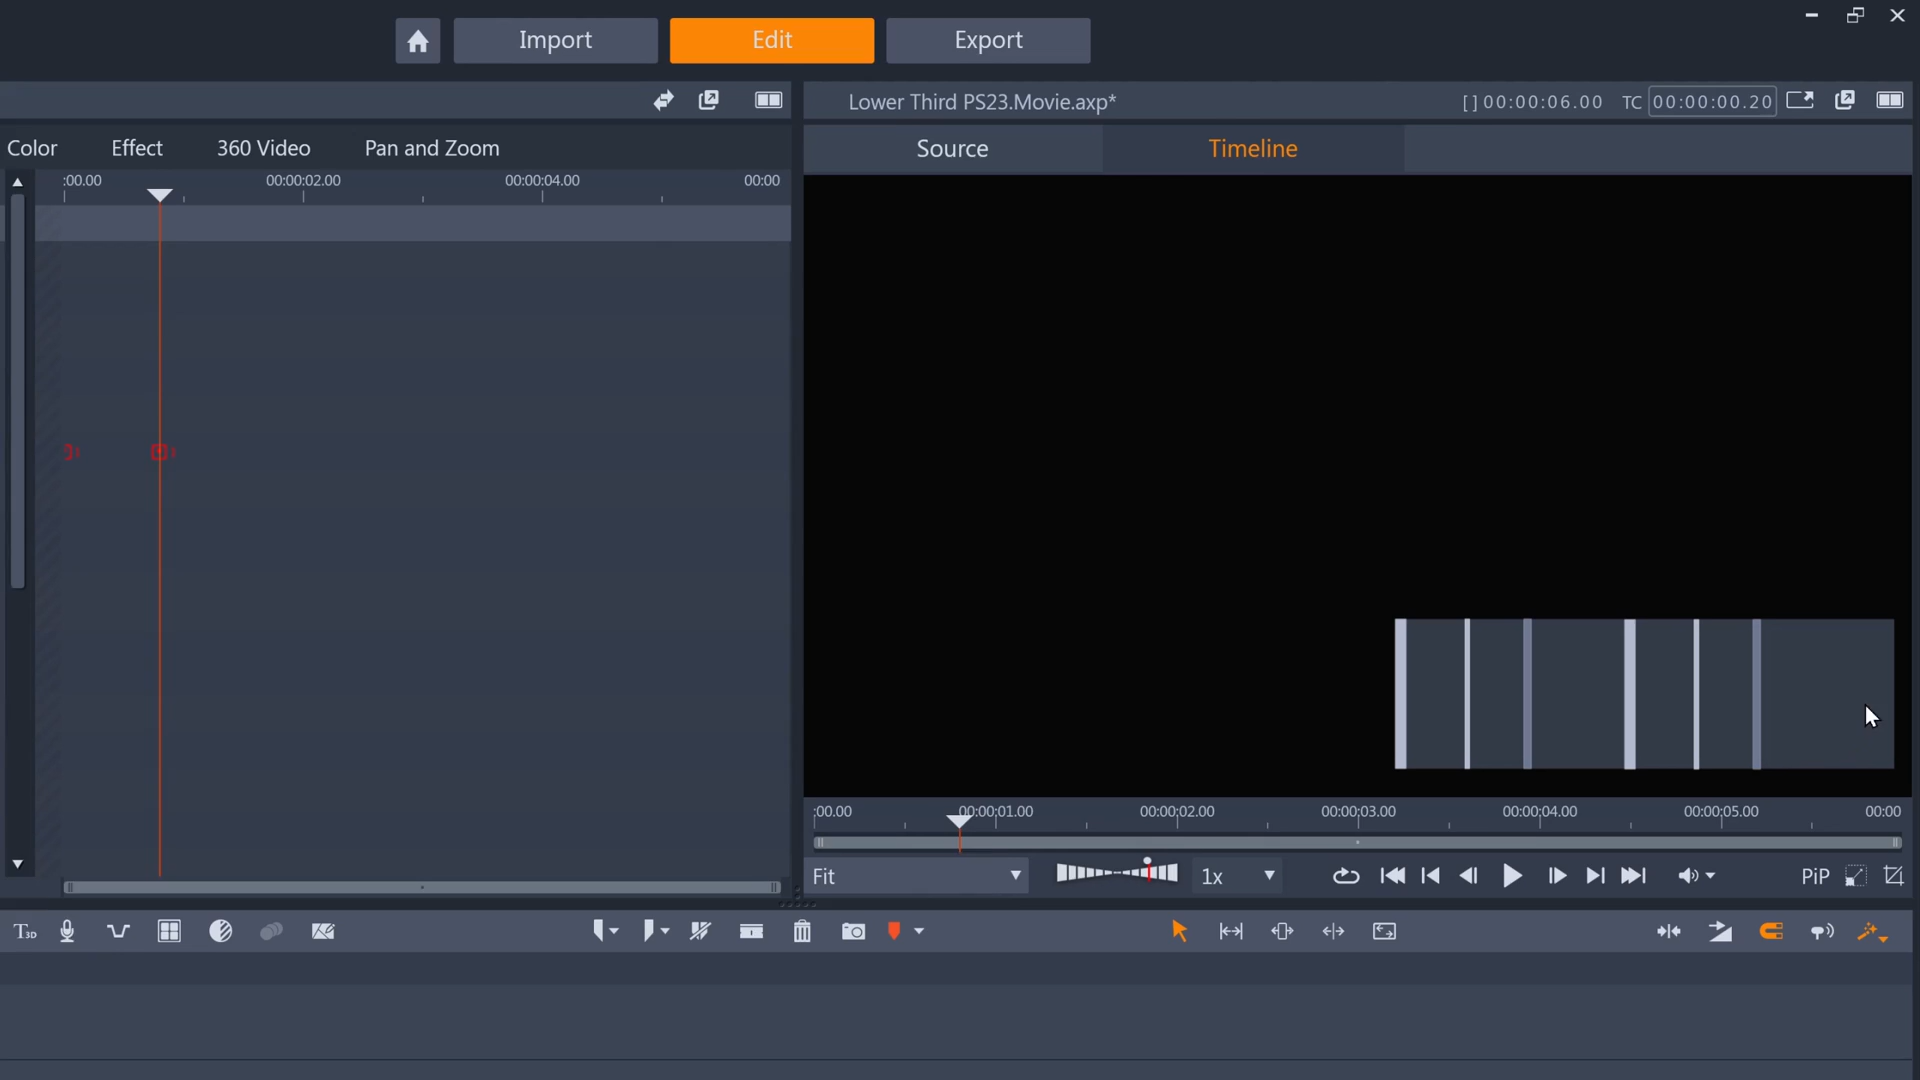 Import
Edit
Export
Lower Third PS23.Movie.axp*
[ ] 00:00:06.00
TC 00:00:00.20
Color
Effect
360 Video
Pan and Zoom
Source
Timeline
:00.00
00:00:02.00
00:00:04.00
00:00
:00.00
00:00:01.00
00:00:02.00
00:00:03.00
00:00:04.00
00:00:05.00
00:00
Fit
1x
PiP
T3D